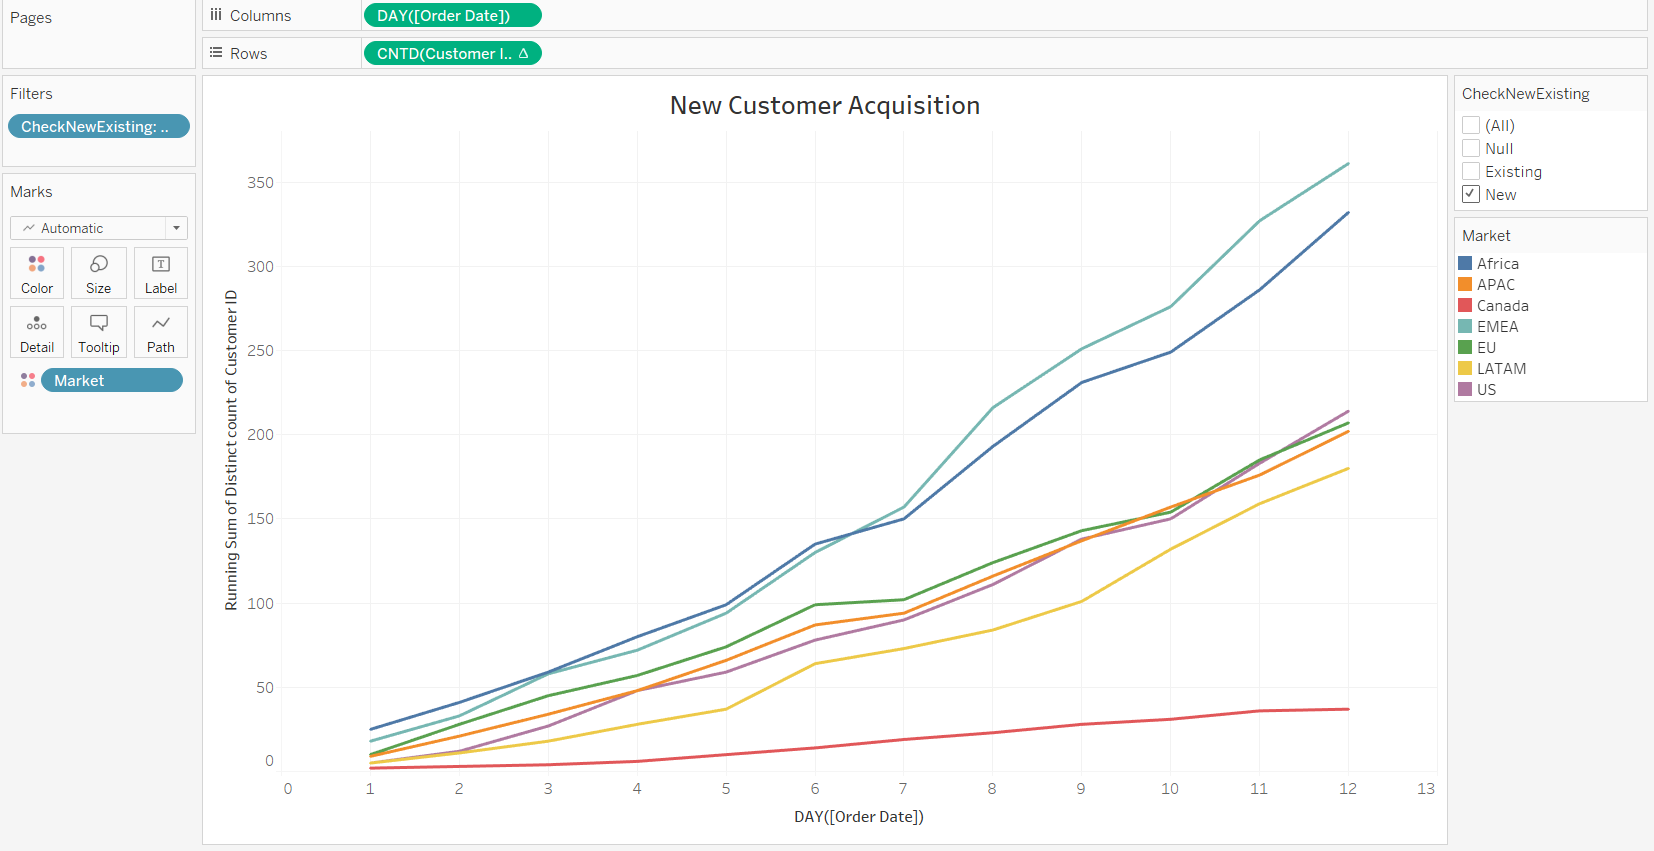 Pages
Columns
DAY([Order Date])
Rows
CNTD(Customer I.. Δ
Filters
CheckNewExisting: ..
Marks
Automatic
Color
Size
Label
Detail
Tooltip
Path
Market
New Customer Acquisition
Running Sum of Distinct count of Customer ID
350
300
250
200
150
100
50
0
0 1 2 3 4 5 6 7 8 9 10 11 12 13
DAY([Order Date])
CheckNewExisting
(All)
Null
Existing
New
Market
Africa
APAC
Canada
EMEA
EU
LATAM
US